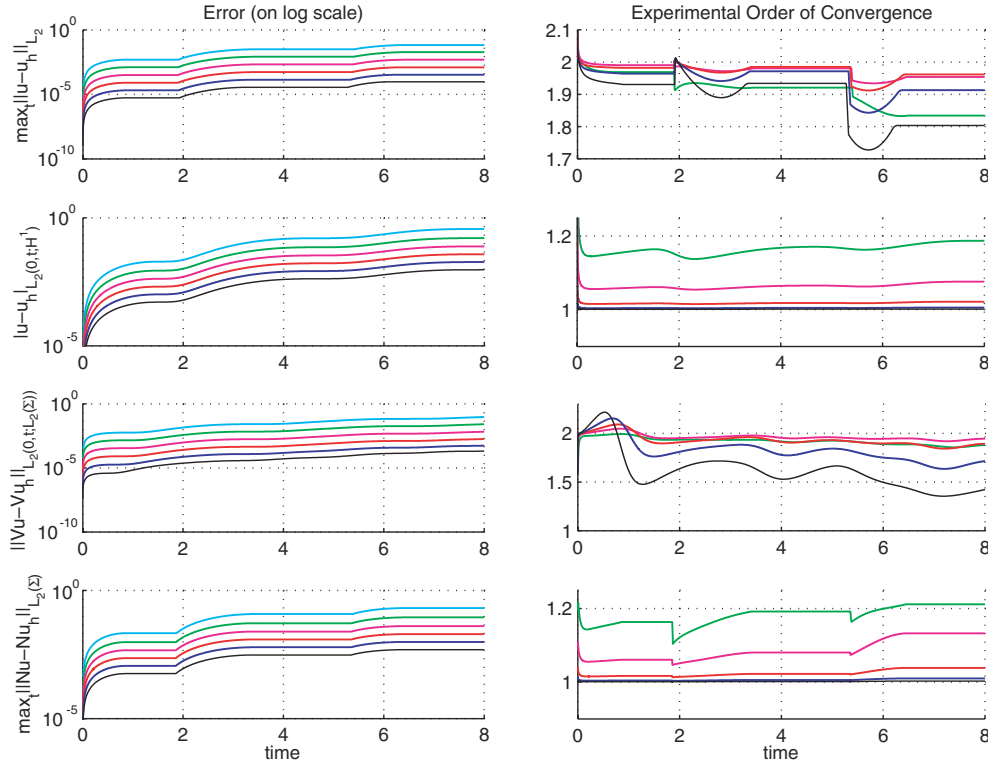 Error (on log scale)
max_t||u−u_h||_{L_2}
10^0
10^{-5}
10^{-10}
0 2 4 6 8
Experimental Order of Convergence
2.1
2
1.9
1.8
1.7
0 2 4 6 8
|u−u_h|_{L_2(0,t;H^1)}
10^0
10^{-5}
0 2 4 6 8
1.2
1
0 2 4 6 8
||Vu−Vu_h||_{L_2(0,t;L_2(Σ))}
10^0
10^{-5}
10^{-10}
0 2 4 6 8
2
1.5
1
0 2 4 6 8
max_t||Nu−Nu_h||_{L_2(Σ)}
10^0
10^{-5}
0 2 4 6 8
time
1.2
1
0 2 4 6 8
time